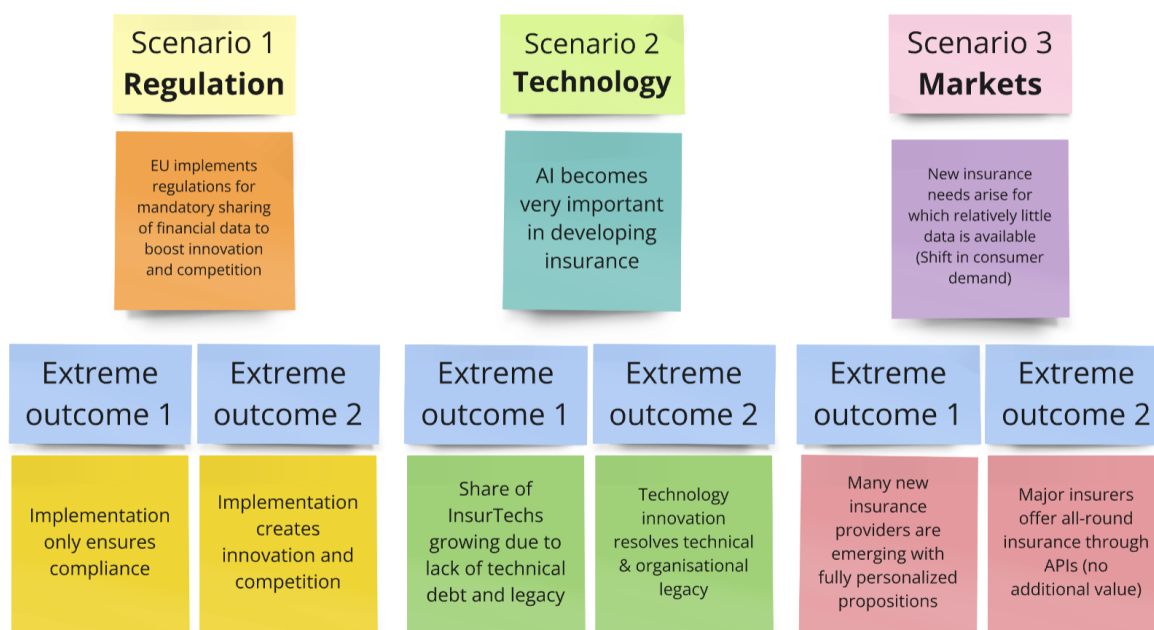 Scenario 1
Regulation
EU implements
regulations for
mandatory sharing
of financial data to
boost innovation
and competition
Extreme
outcome 1
Extreme
outcome 2
Implementation
only ensures
compliance
Implementation
creates
innovation and
competition
Scenario 2
Technology
AI becomes
very important
in developing
insurance
Extreme
outcome 1
Extreme
outcome 2
Share of
InsurTechs
growing due to
lack of technical
debt and legacy
Technology
innovation
resolves technical
& organisational
legacy
Scenario 3
Markets
New insurance
needs arise for
which relatively little
data is available
(Shift in consumer
demand)
Extreme
outcome 1
Extreme
outcome 2
Many new
insurance
providers are
emerging with
fully personalized
propositions
Major insurers
offer all-round
insurance through
APIs (no
additional value)